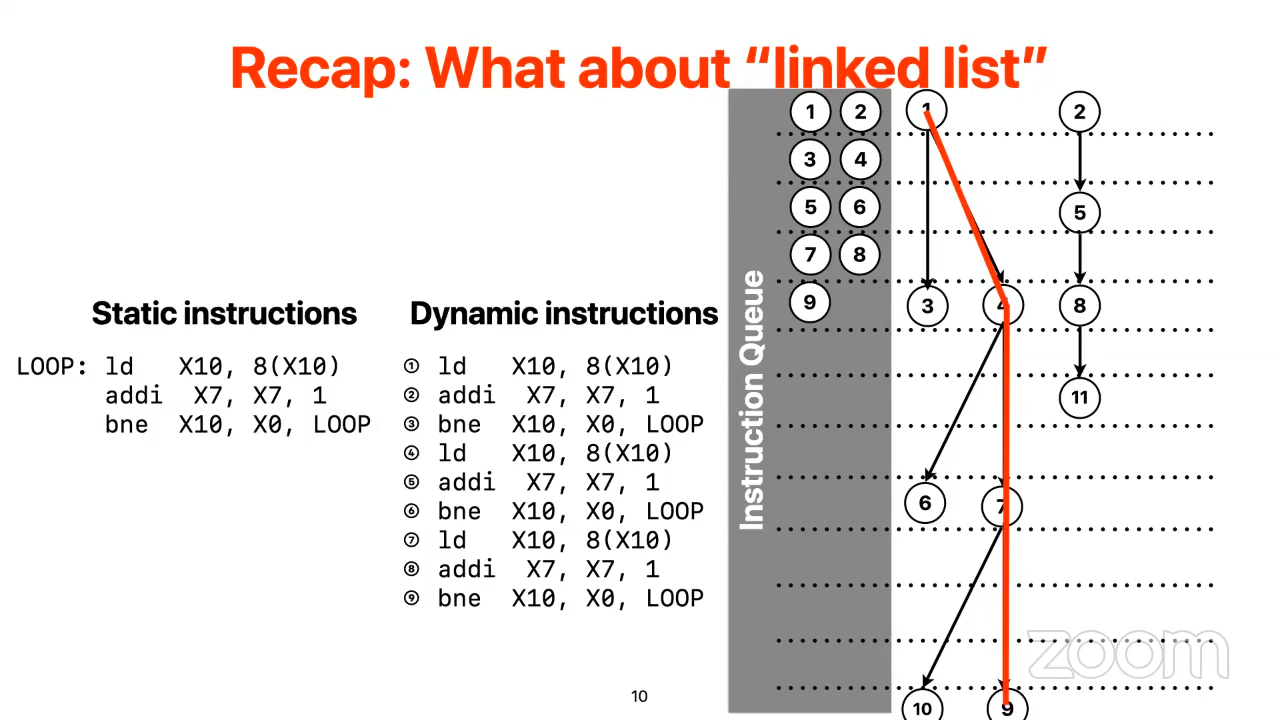 Recap: What about “linked list”
Static instructions
LOOP: ld X10, 8(X10)
addi X7, X7, 1
bne X10, X0, LOOP
Dynamic instructions
① ld X10, 8(X10)
② addi X7, X7, 1
③ bne X10, X0, LOOP
④ ld X10, 8(X10)
⑤ addi X7, X7, 1
⑥ bne X10, X0, LOOP
⑦ ld X10, 8(X10)
⑧ addi X7, X7, 1
⑨ bne X10, X0, LOOP
Instruction Queue
1 2
3 4
5 6
7 8
9
1 2
5
3 4 8
11
6 7
10 9
zoom
10